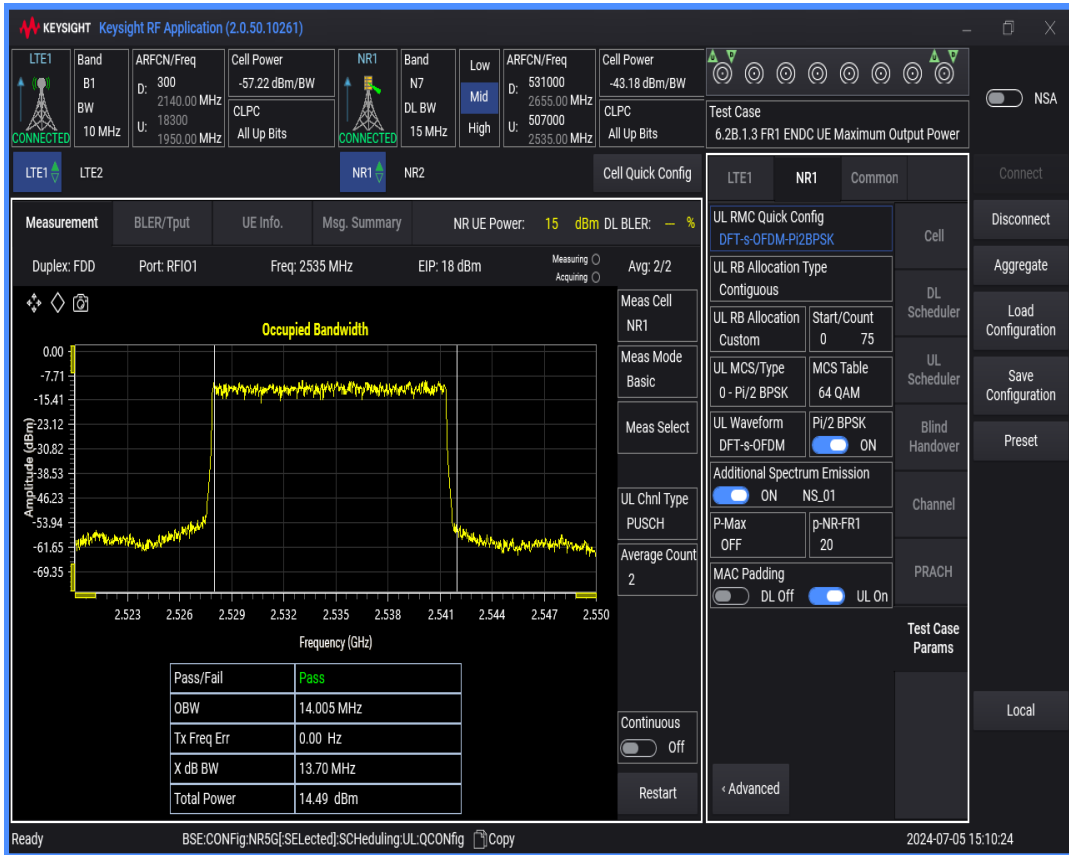 KEYSIGHT Keysight RF Application (2.0.50.10261)
LTE1 Band ARFCN/Freq Cell Power NR1 Band Low ARFCN/Freq Cell Power
B1 D: 300 -57.22 dBm/BW N7 D: 531000 -43.18 dBm/BW
2140.00 MHz 2655.00 MHz
BW CLPC DL BW Mid CLPC
U: 18300 U: 507000
CONNECTED 10 MHz 1950.00 MHz All Up Bits CONNECTED 15 MHz High 2535.00 MHz All Up Bits
Test Case
6.2B.1.3 FR1 ENDC UE Maximum Output Power
NSA
LTE1 LTE2 NR1 NR2 Cell Quick Config
LTE1 NR1 Common
Connect
Disconnect
Aggregate
Load
Configuration
Save
Configuration
Preset
Local
Measurement BLER/Tput UE Info. Msg. Summary NR UE Power: 15 dBm DL BLER: — %
Duplex: FDD Port: RFIO1 Freq: 2535 MHz EIP: 18 dBm Measuring Avg: 2/2
Acquiring
Occupied Bandwidth
Amplitude (dBm)
0.00
-7.71
-15.41
-23.12
-30.82
-38.53
-46.23
-53.94
-61.65
-69.35
2.523 2.526 2.529 2.532 2.535 2.538 2.541 2.544 2.547 2.550
Frequency (GHz)
Pass/Fail Pass
OBW 14.005 MHz
Tx Freq Err 0.00 Hz
X dB BW 13.70 MHz
Total Power 14.49 dBm
Meas Cell
NR1
Meas Mode
Basic
Meas Select
UL Chnl Type
PUSCH
Average Count
2
Continuous
Off
Restart
UL RMC Quick Config
DFT-s-OFDM-Pi2BPSK
UL RB Allocation Type
Contiguous
UL RB Allocation Start/Count
Custom 0 75
UL MCS/Type MCS Table
0 - Pi/2 BPSK 64 QAM
UL Waveform Pi/2 BPSK
DFT-s-OFDM ON
Additional Spectrum Emission
ON NS_01
P-Max p-NR-FR1
OFF 20
MAC Padding
DL Off UL On
‹ Advanced
Cell
DL
Scheduler
UL
Scheduler
Blind
Handover
Channel
PRACH
Test Case
Params
Ready BSE:CONFig:NR5G[:SELected]:SCHeduling:UL:QCONfig Copy 2024-07-05 15:10:24